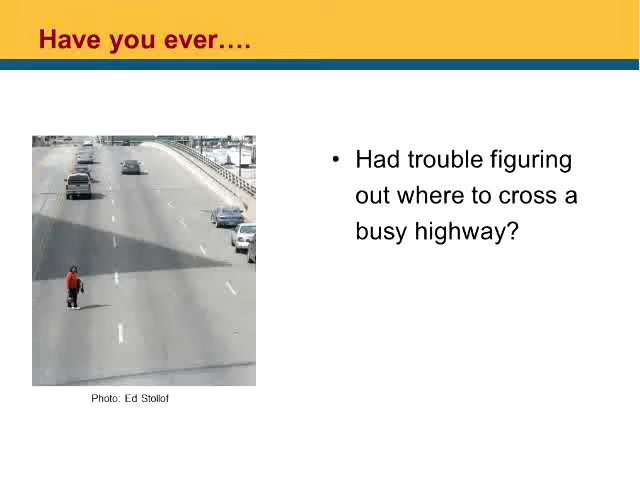 Have you ever….
• Had trouble figuring
out where to cross a
busy highway?
Photo: Ed Stollof